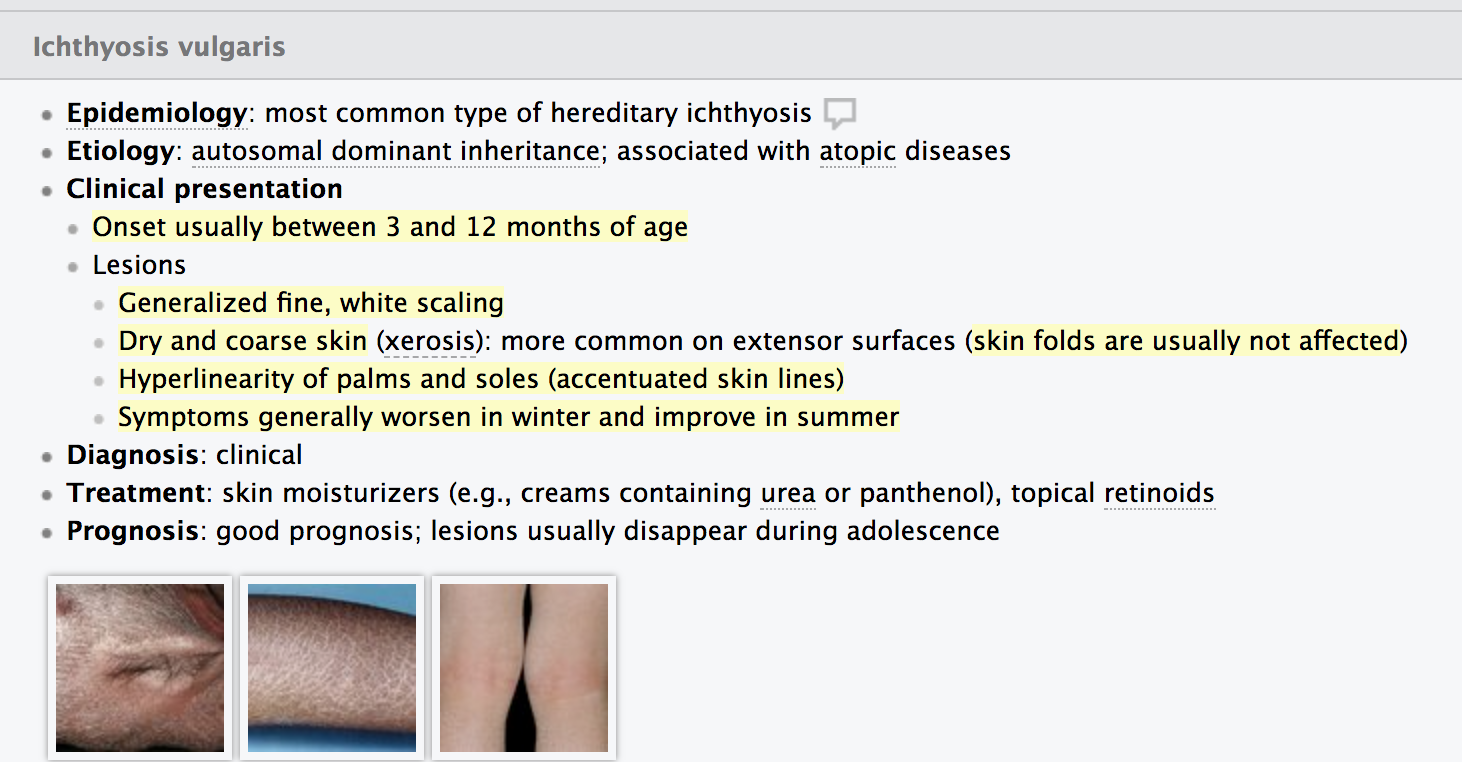 Ichthyosis vulgaris
Epidemiology: most common type of hereditary ichthyosis
Etiology: autosomal dominant inheritance; associated with atopic diseases
Clinical presentation
Onset usually between 3 and 12 months of age
Lesions
Generalized fine, white scaling
Dry and coarse skin (xerosis): more common on extensor surfaces (skin folds are usually not affected)
Hyperlinearity of palms and soles (accentuated skin lines)
Symptoms generally worsen in winter and improve in summer
Diagnosis: clinical
Treatment: skin moisturizers (e.g., creams containing urea or panthenol), topical retinoids
Prognosis: good prognosis; lesions usually disappear during adolescence